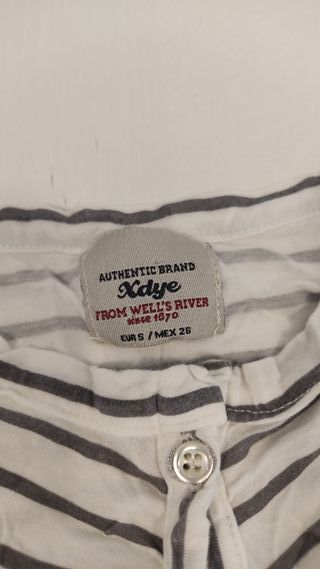 AUTHENTIC BRAND
Xdye
FROM WELL'S RIVER
since 1870
EUR S / MEX 26